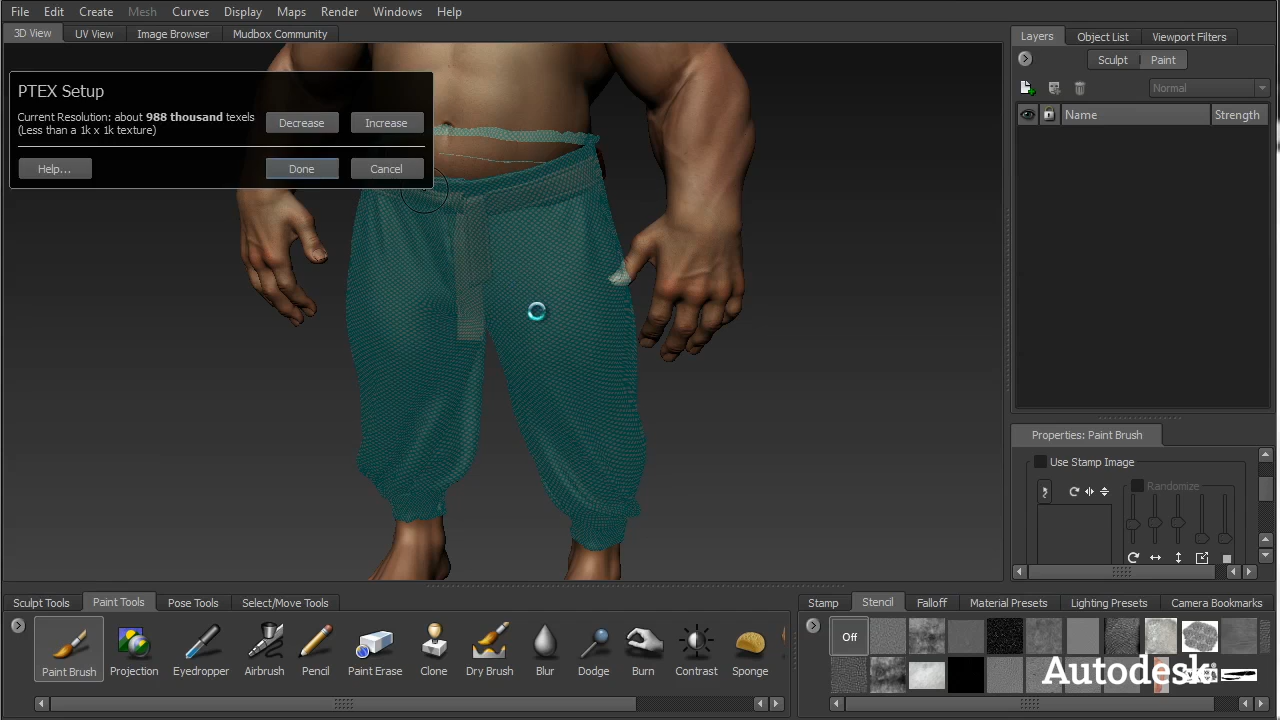 File Edit Create Mesh Curves Display Maps Render Windows Help
3D View UV View Image Browser Mudbox Community
PTEX Setup
Current Resolution: about 988 thousand texels
(Less than a 1k x 1k texture)
Decrease Increase
Help... Done Cancel
Layers Object List Viewport Filters
Sculpt Paint
Normal
Name Strength
Properties: Paint Brush
Use Stamp Image
Randomize
Sculpt Tools Paint Tools Pose Tools Select/Move Tools
Paint Brush Projection Eyedropper Airbrush Pencil Paint Erase Clone Dry Brush Blur Dodge Burn Contrast Sponge
Stamp Stencil Falloff Material Presets Lighting Presets Camera Bookmarks
Off
Autodesk